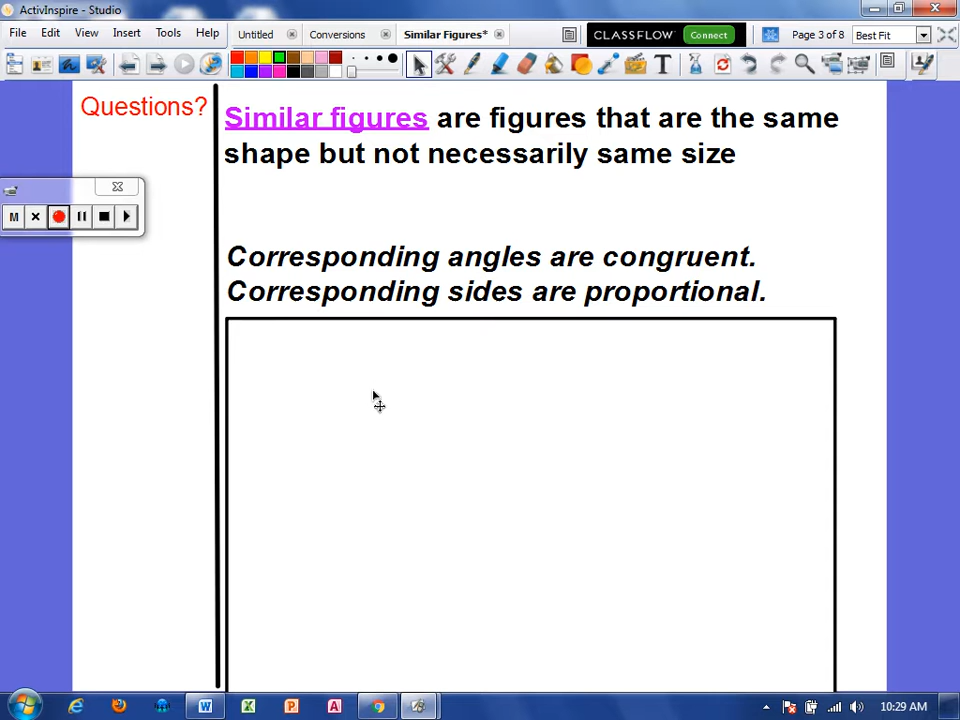 ActivInspire - Studio
File Edit View Insert Tools Help Untitled Conversions Similar Figures* CLASSFLOW Connect Page 3 of 8 Best Fit
Questions?
Similar figures are figures that are the same
shape but not necessarily same size
M
Corresponding angles are congruent.
Corresponding sides are proportional.
10:29 AM